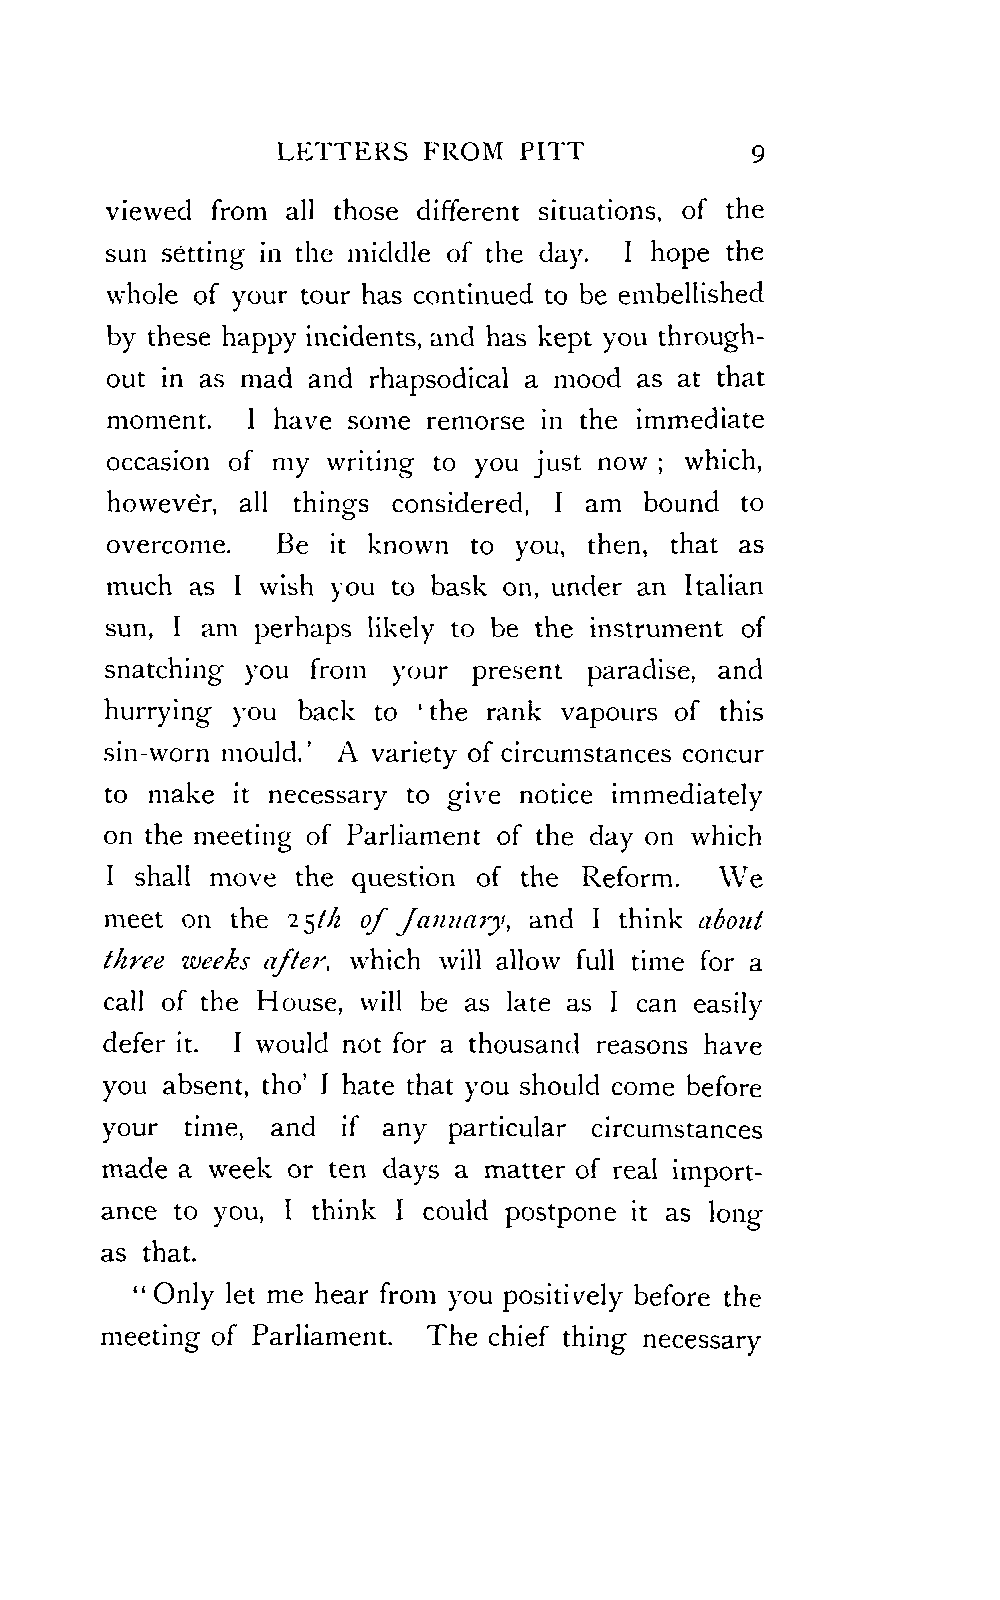 LETTERS FROM PITT 9
viewed from all those different situations, of the
sun setting in the middle of the day. I hope the
whole of your tour has continued to be embellished
by these happy incidents, and has kept you through-
out in as mad and rhapsodical a mood as at that
moment. I have some remorse in the immediate
occasion of my writing to you just now ; which,
however, all things considered, I am bound to
overcome. Be it known to you, then, that as
much as I wish you to bask on, under an Italian
sun, I am perhaps likely to be the instrument of
snatching you from your present paradise, and
hurrying you back to ‘the rank vapours of this
sin-worn mould.’ A variety of circumstances concur
to make it necessary to give notice immediately
on the meeting of Parliament of the day on which
I shall move the question of the Reform. We
meet on the 25th of January, and I think about
three weeks after, which will allow full time for a
call of the House, will be as late as I can easily
defer it. I would not for a thousand reasons have
you absent, tho’ I hate that you should come before
your time, and if any particular circumstances
made a week or ten days a matter of real import-
ance to you, I think I could postpone it as long
as that.
“Only let me hear from you positively before the
meeting of Parliament. The chief thing necessary